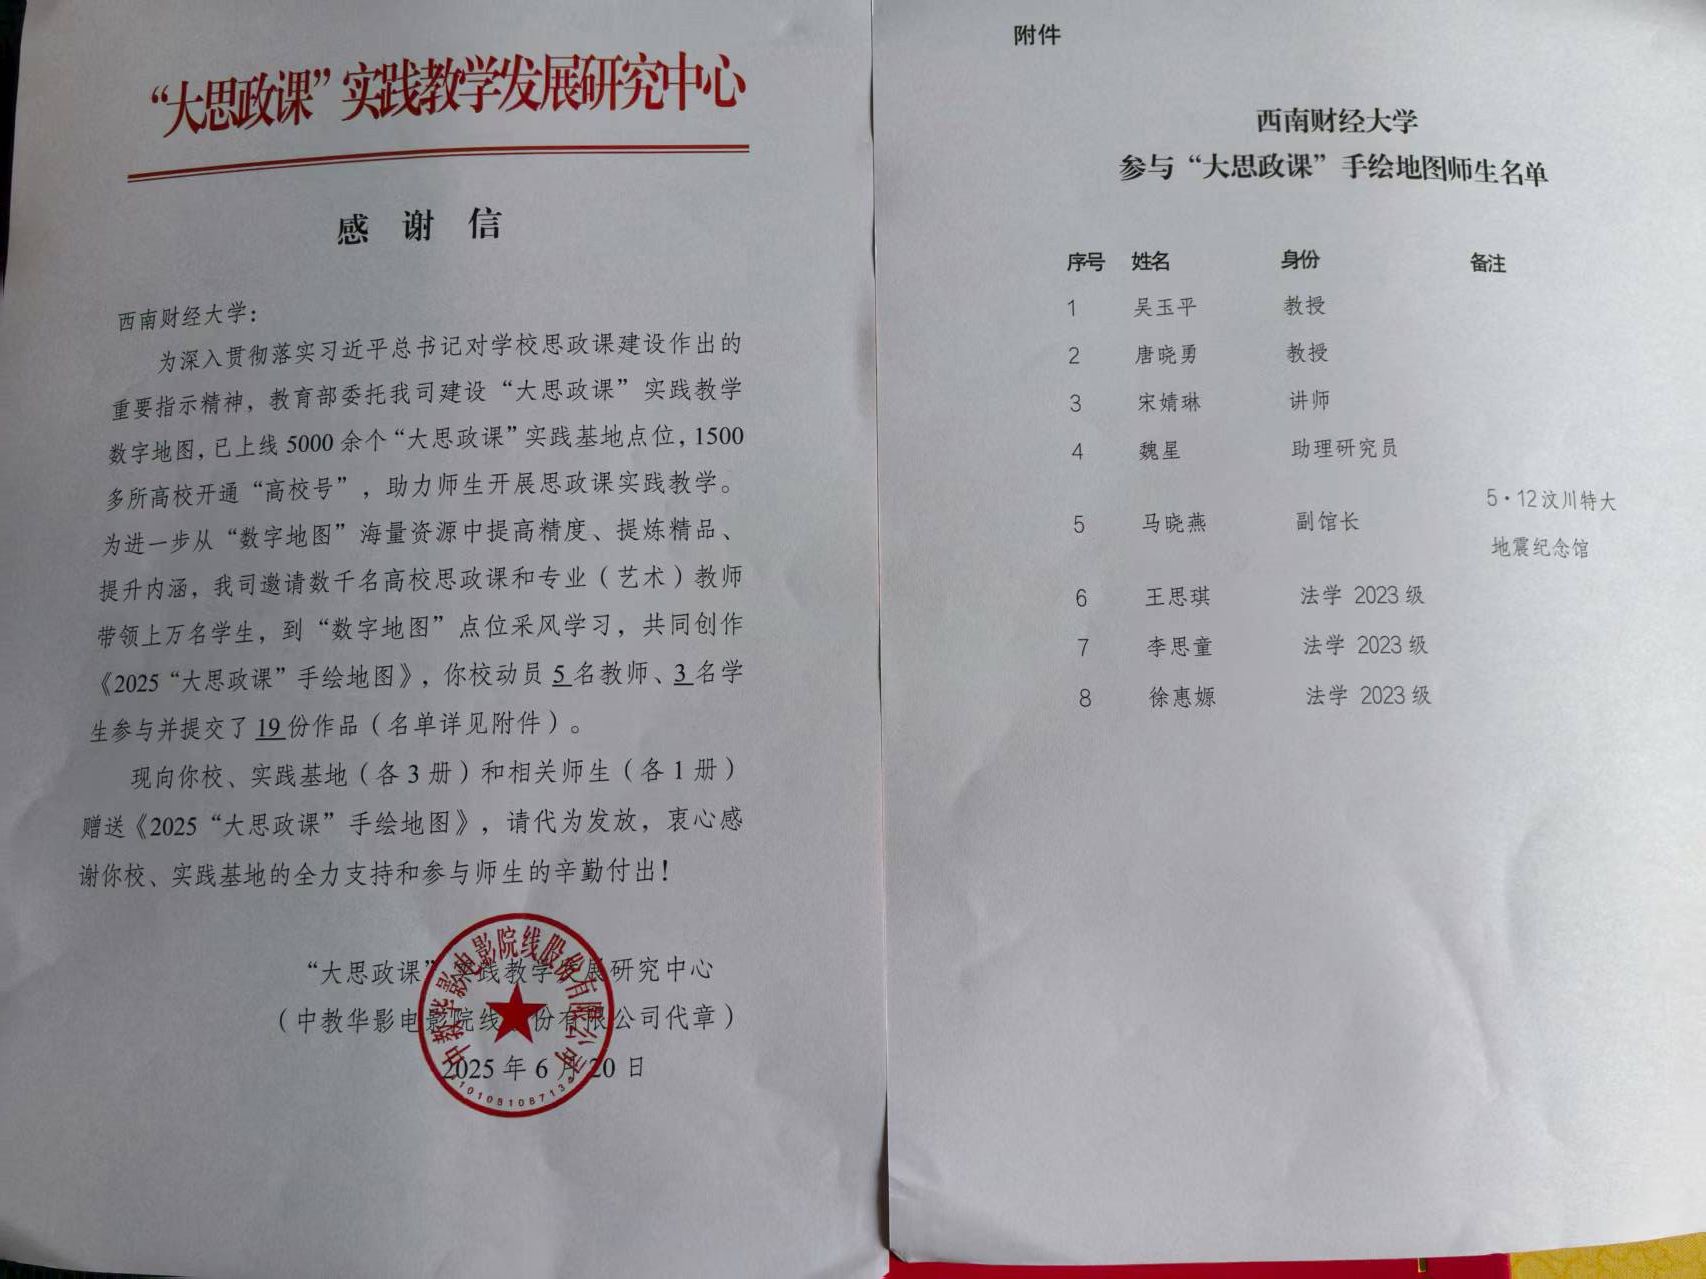 “大思政课”实践教学发展研究中心
感谢信
西南财经大学：
为深入贯彻落实习近平总书记对学校思政课建设作出的
重要指示精神，教育部委托我司建设“大思政课”实践教学
数字地图，已上线5000余个“大思政课”实践基地点位，1500
多所高校开通“高校号”，助力师生开展思政课实践教学。
为进一步从“数字地图”海量资源中提高精度、提炼精品、
提升内涵，我司邀请数千名高校思政课和专业（艺术）教师
带领上万名学生，到“数字地图”点位采风学习，共同创作
《2025“大思政课”手绘地图》，你校动员5名教师、3名学
生参与并提交了19份作品（名单详见附件）。
现向你校、实践基地（各3册）和相关师生（各1册）
赠送《2025“大思政课”手绘地图》，请代为发放，衷心感
谢你校、实践基地的全力支持和参与师生的辛勤付出！
“大思政课”实践教学发展研究中心
（中教华影电影院线股份有限公司代章）
2025年6月20日
中教华影电影院线股份有限公司
附件
西南财经大学
参与“大思政课”手绘地图师生名单
序号 姓名 身份 备注
1 吴玉平 教授
2 唐晓勇 教授
3 宋婧琳 讲师
4 魏星 助理研究员
5 马晓燕 副馆长 5·12汶川特大
地震纪念馆
6 王思琪 法学 2023级
7 李思童 法学 2023级
8 徐惠嫄 法学 2023级